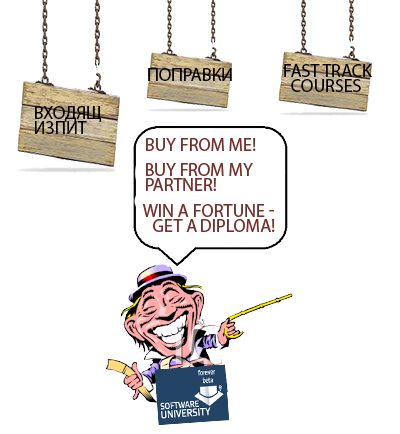 ВХОДЯЩ
ИЗПИТ
ПОПРАВКИ
FAST TRACK
COURSES
BUY FROM ME!
BUY FROM MY
PARTNER!
WIN A FORTUNE -
GET A DIPLOMA!
forever
beta
SOFTWARE
UNIVERSITY